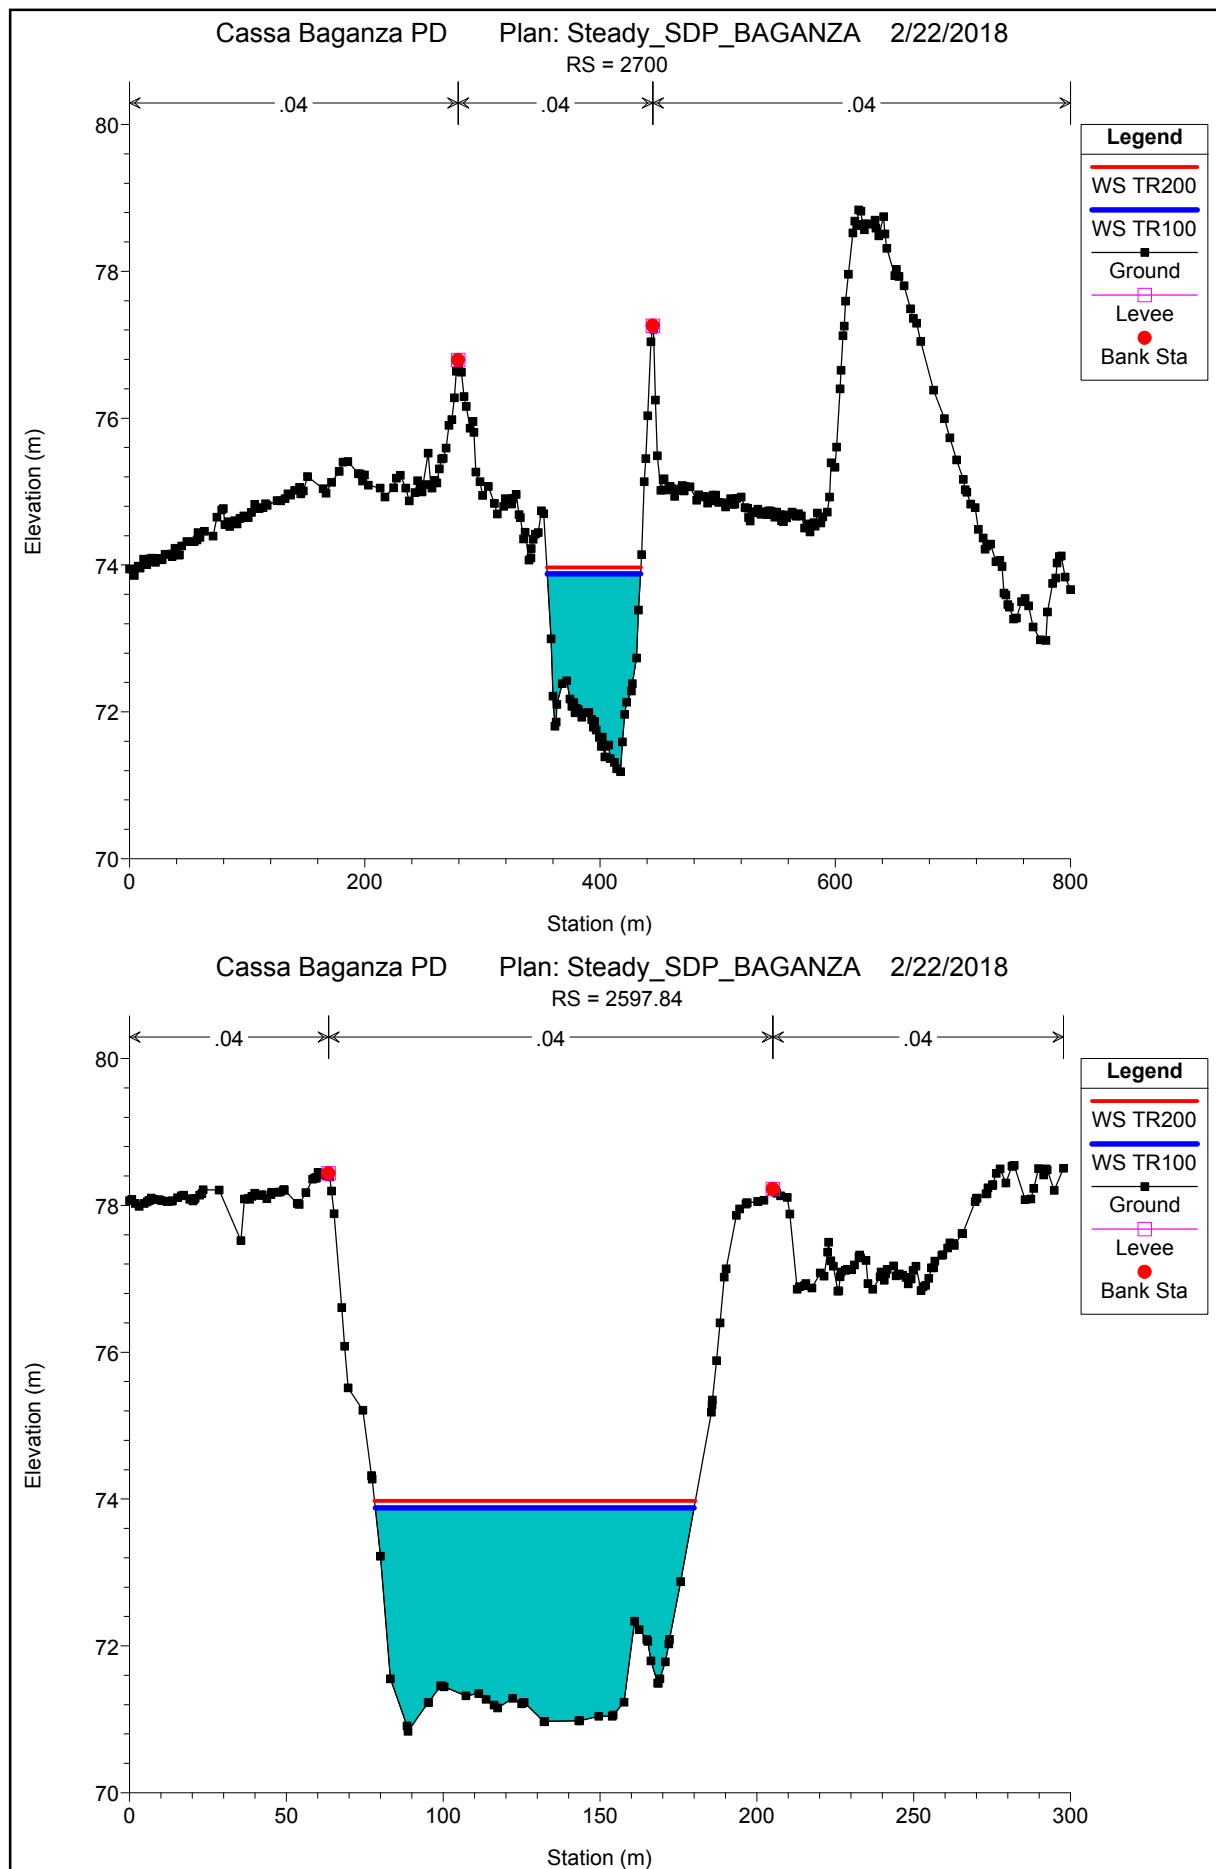 Cassa Baganza PD Plan: Steady_SDP_BAGANZA 2/22/2018
RS = 2700
.04 .04 .04
Legend
WS TR200
WS TR100
Ground
Levee
Bank Sta
Elevation (m)
80
78
76
74
72
70
0 200 400 600 800
Station (m)
Cassa Baganza PD Plan: Steady_SDP_BAGANZA 2/22/2018
RS = 2597.84
.04 .04 .04
Legend
WS TR200
WS TR100
Ground
Levee
Bank Sta
Elevation (m)
80
78
76
74
72
70
0 50 100 150 200 250 300
Station (m)